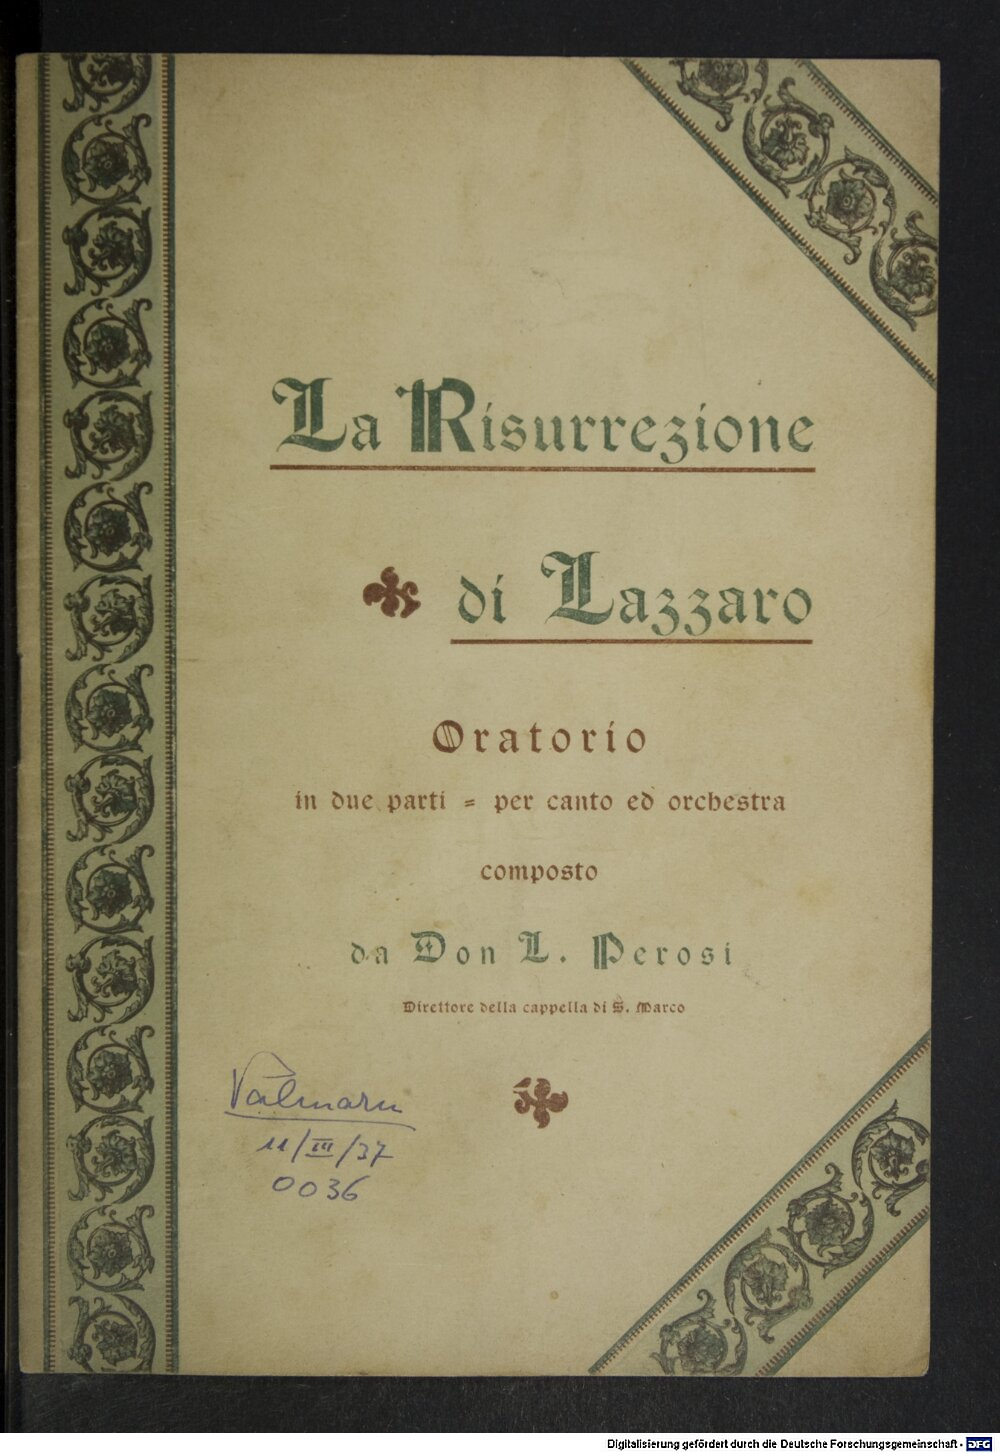 La Risurrezione
di Lazzaro
Oratorio
in due parti = per canto ed orchestra
composto
da Don L. Perosi
Direttore della cappella di S. Marco
11/III/37
0036
Digitalisierung gefördert durch die Deutsche Forschungsgemeinschaft - DFG